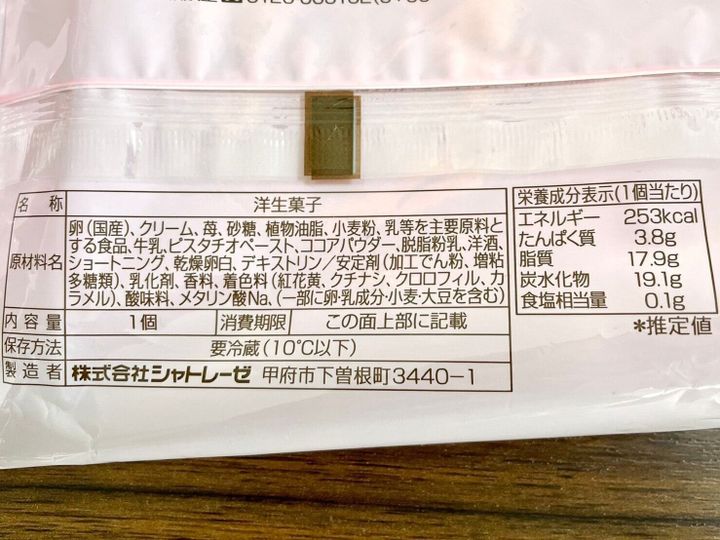 名称 洋生菓子
原材料名 卵(国産)、クリーム、苺、砂糖、植物油脂、小麦粉、乳等を主要原料と
する食品、牛乳、ピスタチオペースト、ココアパウダー、脱脂粉乳、洋酒、
ショートニング、乾燥卵白、デキストリン/安定剤(加工でん粉、増粘
多糖類)、乳化剤、香料、着色料(紅花黄、クチナシ、クロロフィル、カ
ラメル)、酸味料、メタリン酸Na、(一部に卵・乳成分・小麦・大豆を含む)
内容量 1個 消費期限 この面上部に記載
保存方法 要冷蔵(10℃以下)
製造者 株式会社シャトレーゼ 甲府市下曽根町3440-1
栄養成分表示(1個当たり)
エネルギー 253kcal
たんぱく質 3.8g
脂質 17.9g
炭水化物 19.1g
食塩相当量 0.1g
*推定値